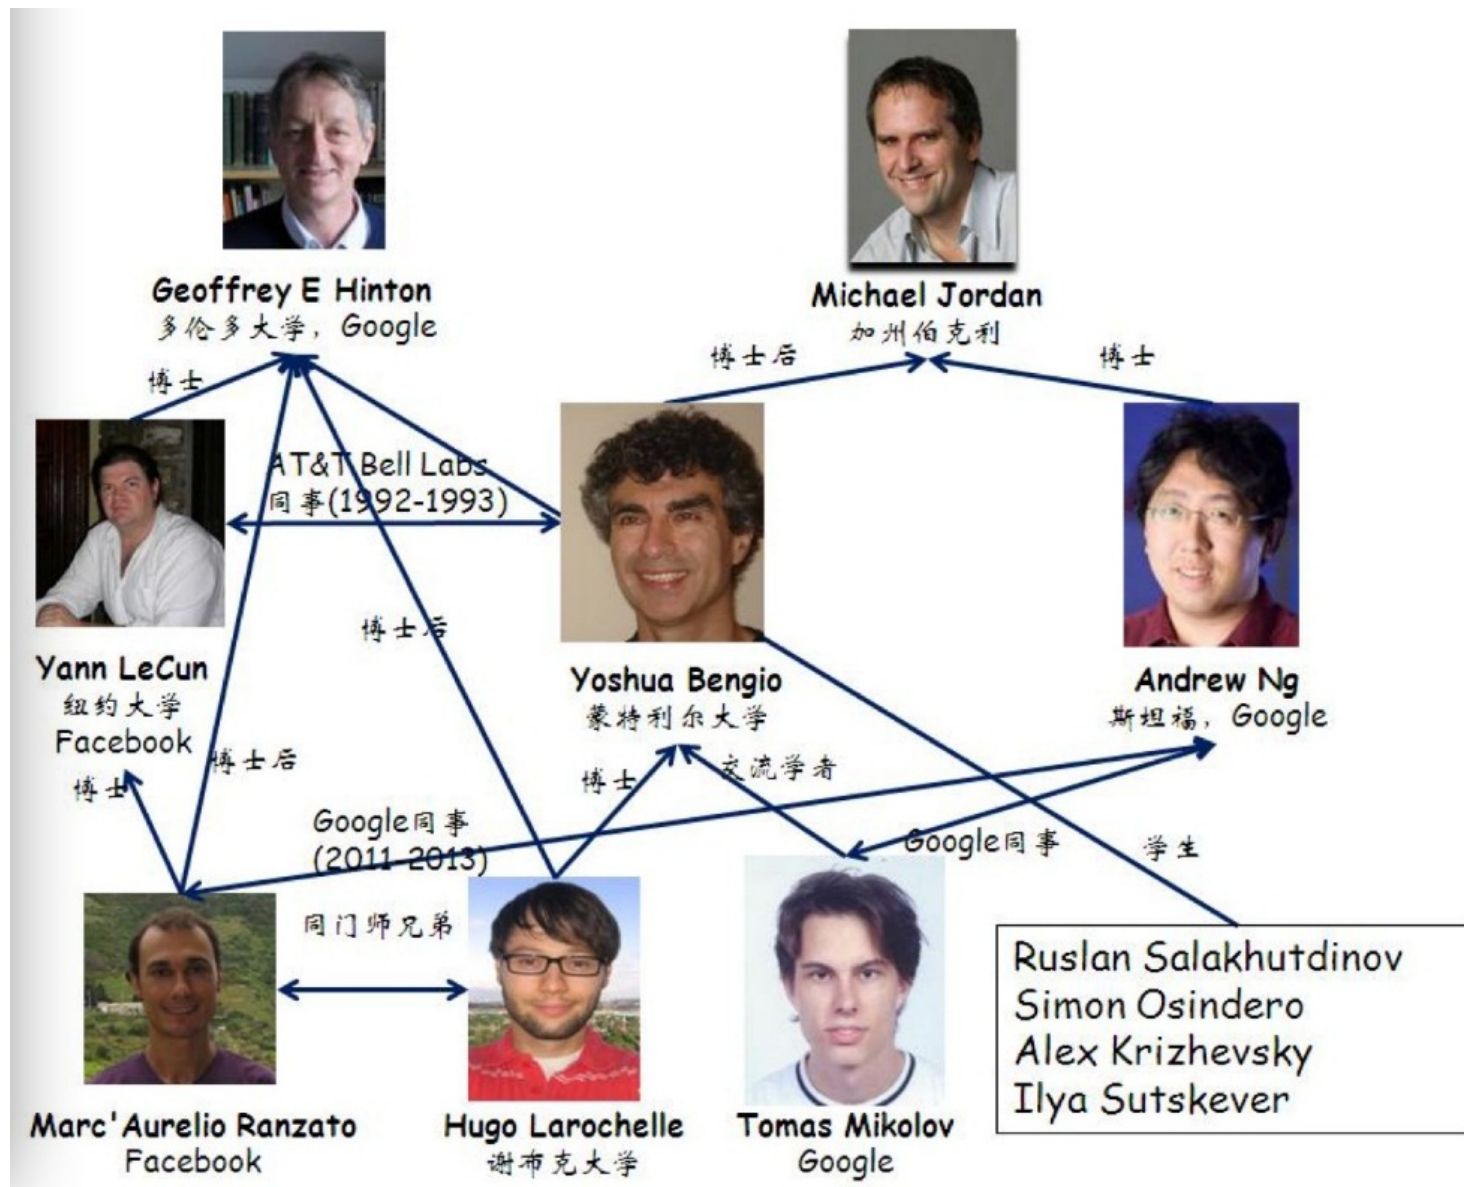 Geoffrey E Hinton
多伦多大学, Google
Michael Jordan
加州伯克利
博士
博士后
博士
AT&T Bell Labs
同事(1992-1993)
博士后
Yann LeCun
纽约大学
Facebook
Yoshua Bengio
蒙特利尔大学
Andrew Ng
斯坦福, Google
博士
博士后
博士
交流学者
Google同事
(2011-2013)
Google同事
学生
同门师兄弟
Ruslan Salakhutdinov
Simon Osindero
Alex Krizhevsky
Ilya Sutskever
Marc'Aurelio Ranzato
Facebook
Hugo Larochelle
谢布克大学
Tomas Mikolov
Google